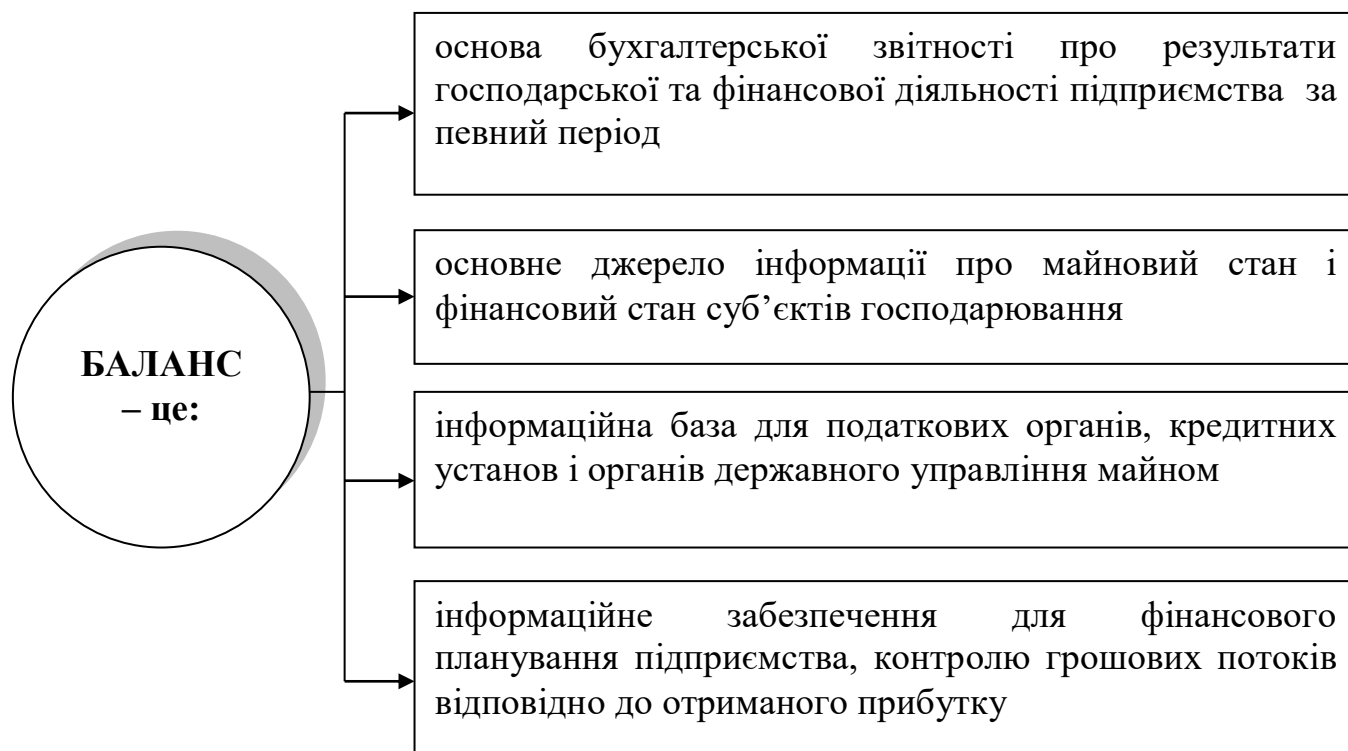 БАЛАНС
– це:
основа бухгалтерської звітності про результати
господарської та фінансової діяльності підприємства за
певний період
основне джерело інформації про майновий стан і
фінансовий стан суб’єктів господарювання
інформаційна база для податкових органів, кредитних
установ і органів державного управління майном
інформаційне забезпечення для фінансового
планування підприємства, контролю грошових потоків
відповідно до отриманого прибутку